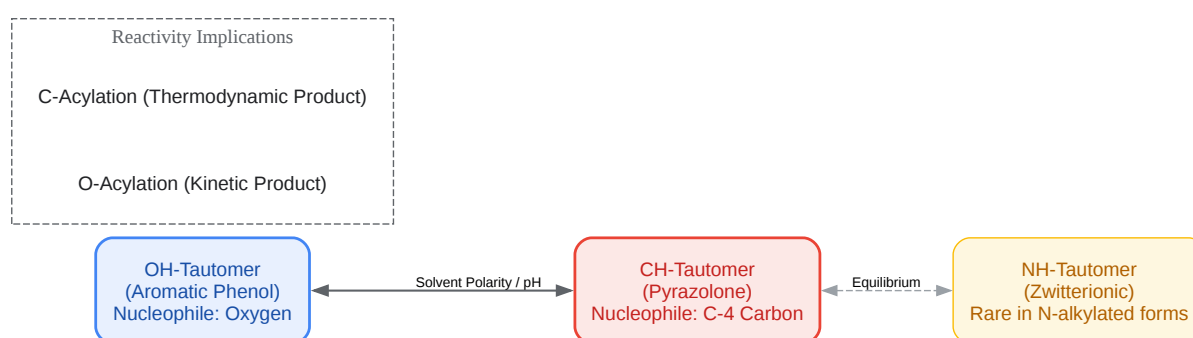 Reactivity Implications
C-Acylation (Thermodynamic Product)
O-Acylation (Kinetic Product)
OH-Tautomer
(Aromatic Phenol)
Nucleophile: Oxygen
Solvent Polarity / pH
CH-Tautomer
(Pyrazolone)
Nucleophile: C-4 Carbon
Equilibrium
NH-Tautomer
(Zwitterionic)
Rare in N-alkylated forms